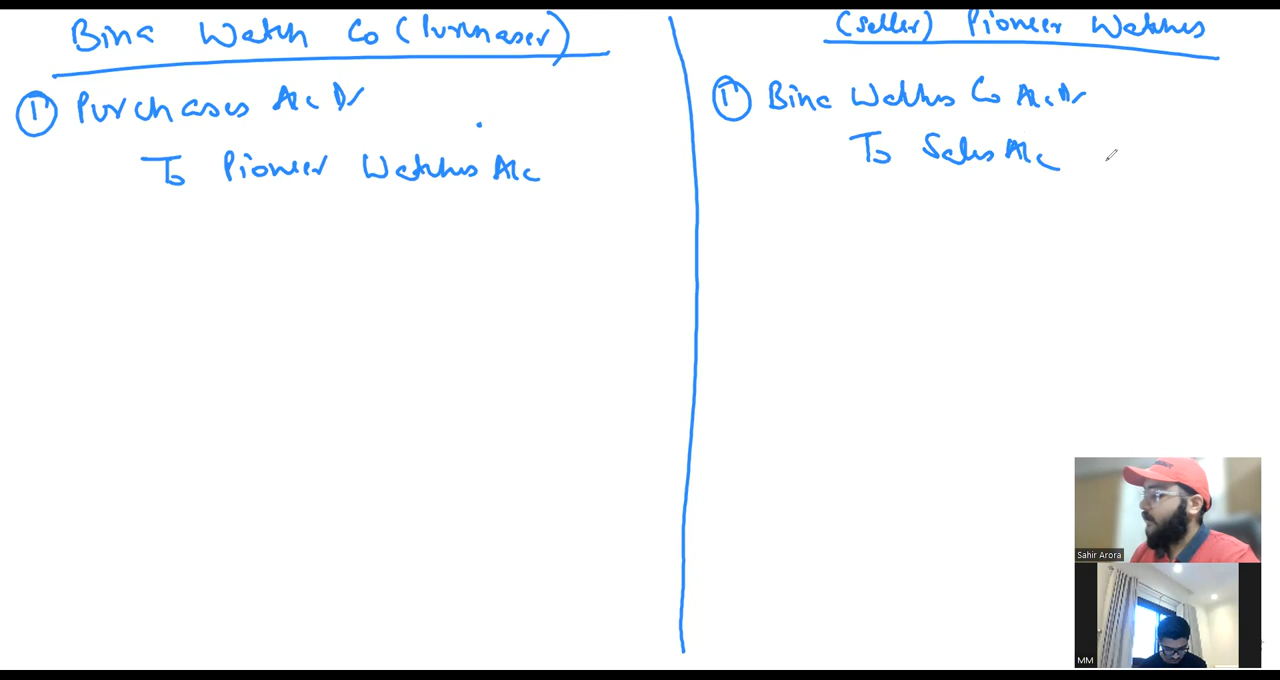 Bina Watch Co (Purchaser)
① Purchases A/c Dr
To Pioneer Watches A/c
(Seller) Pioneer Watches
① Bina Watches Co A/c Dr
To Sales A/c
Sahir Arora
MM